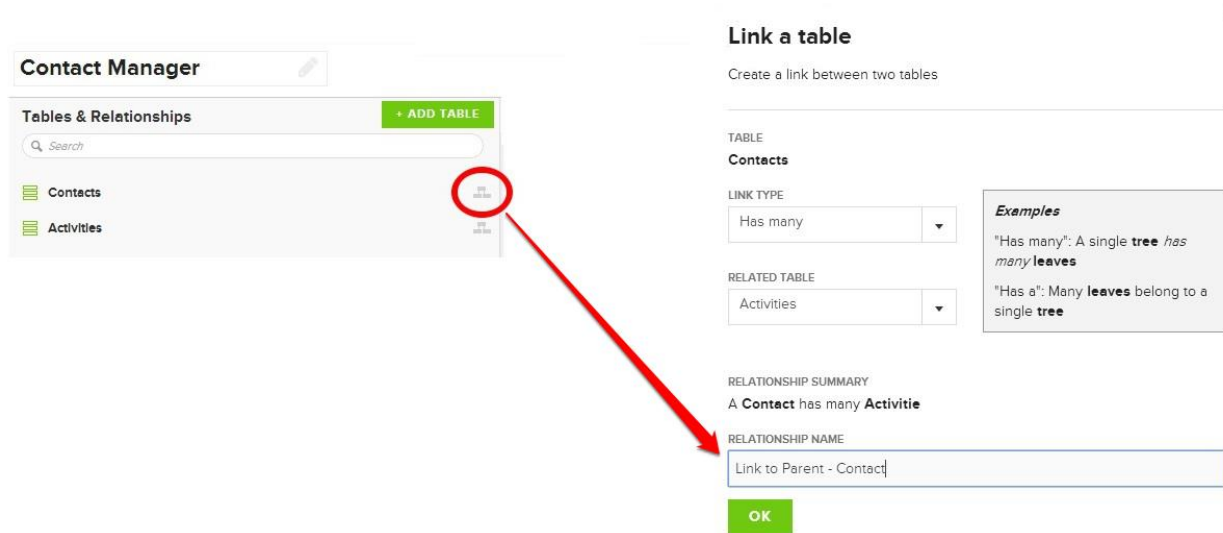 Contact Manager
Tables & Relationships
+ ADD TABLE
Search
Contacts
Activities
Link a table
Create a link between two tables
TABLE
Contacts
LINK TYPE
Has many
RELATED TABLE
Activities
Examples
"Has many": A single tree has
many leaves
"Has a": Many leaves belong to a
single tree
RELATIONSHIP SUMMARY
A Contact has many Activitie
RELATIONSHIP NAME
Link to Parent - Contact
OK